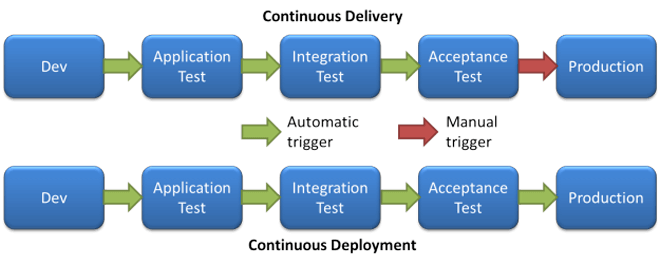 Continuous Delivery
Dev
Application
Test
Integration
Test
Acceptance
Test
Production
Automatic
trigger
Manual
trigger
Dev
Application
Test
Integration
Test
Acceptance
Test
Production
Continuous Deployment